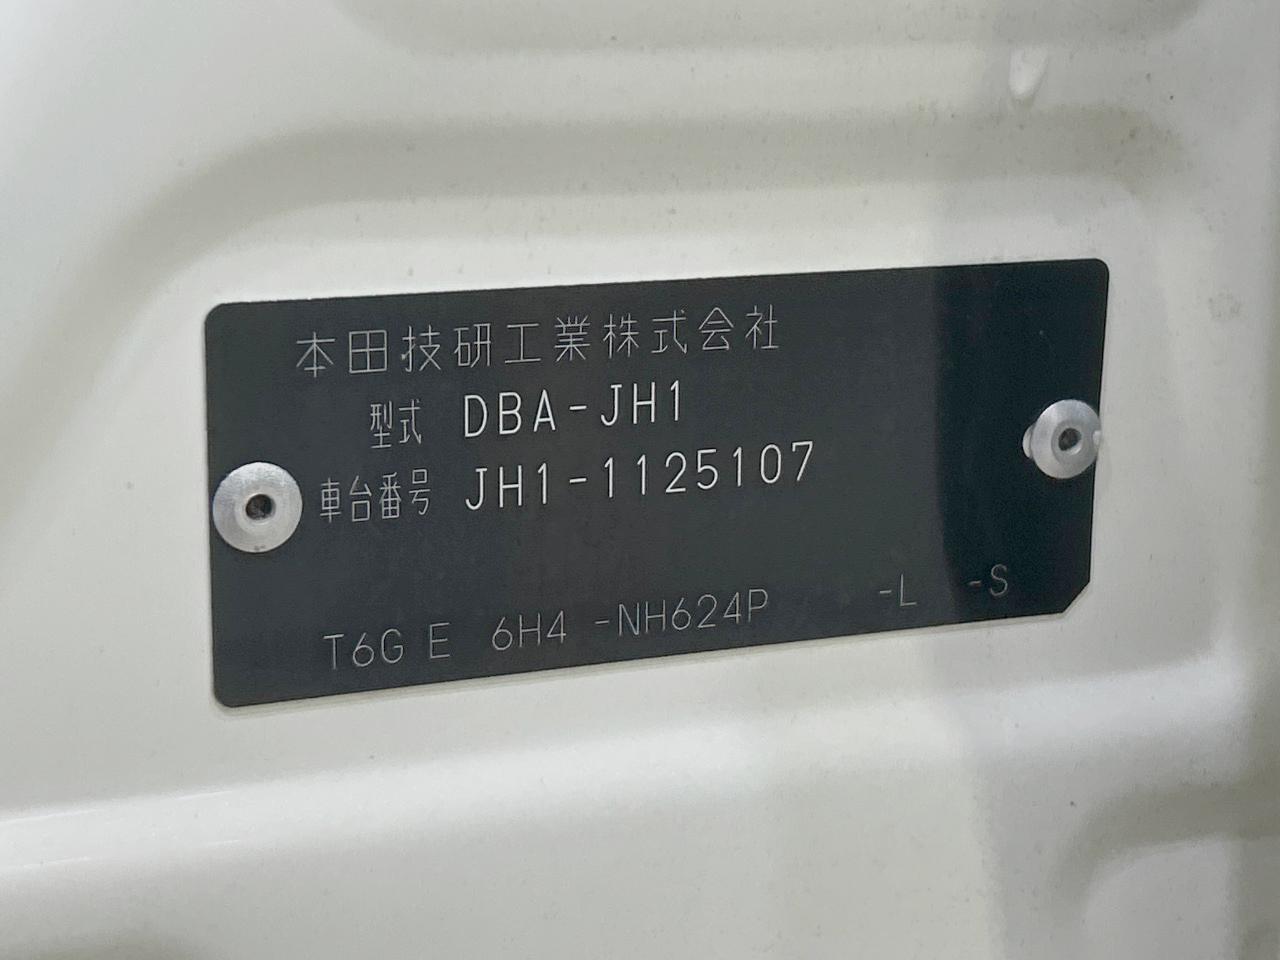 本田技研工業株式会社
型式 DBA-JH1
車台番号 JH1-1125107
T6G E 6H4 -NH624P -L -S